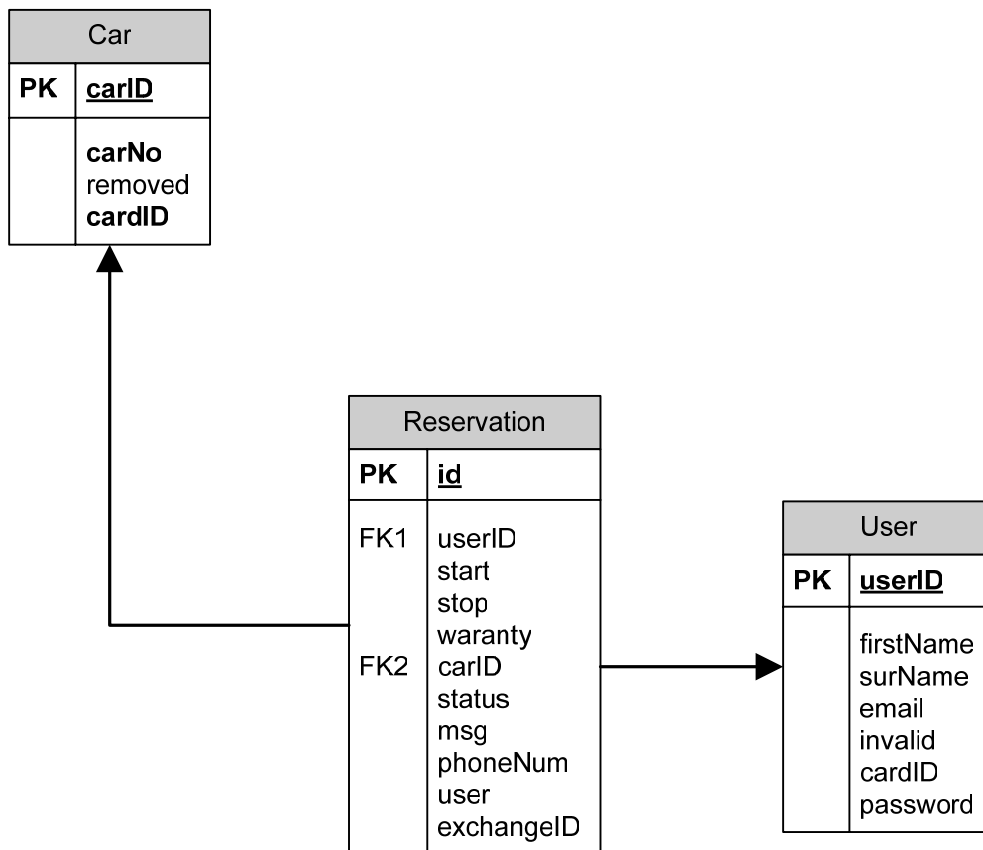 Car
PK carID
carNo
removed
cardID
Reservation
PK id
FK1 userID
start
stop
waranty
FK2 carID
status
msg
phoneNum
user
exchangeID
User
PK userID
firstName
surName
email
invalid
cardID
password